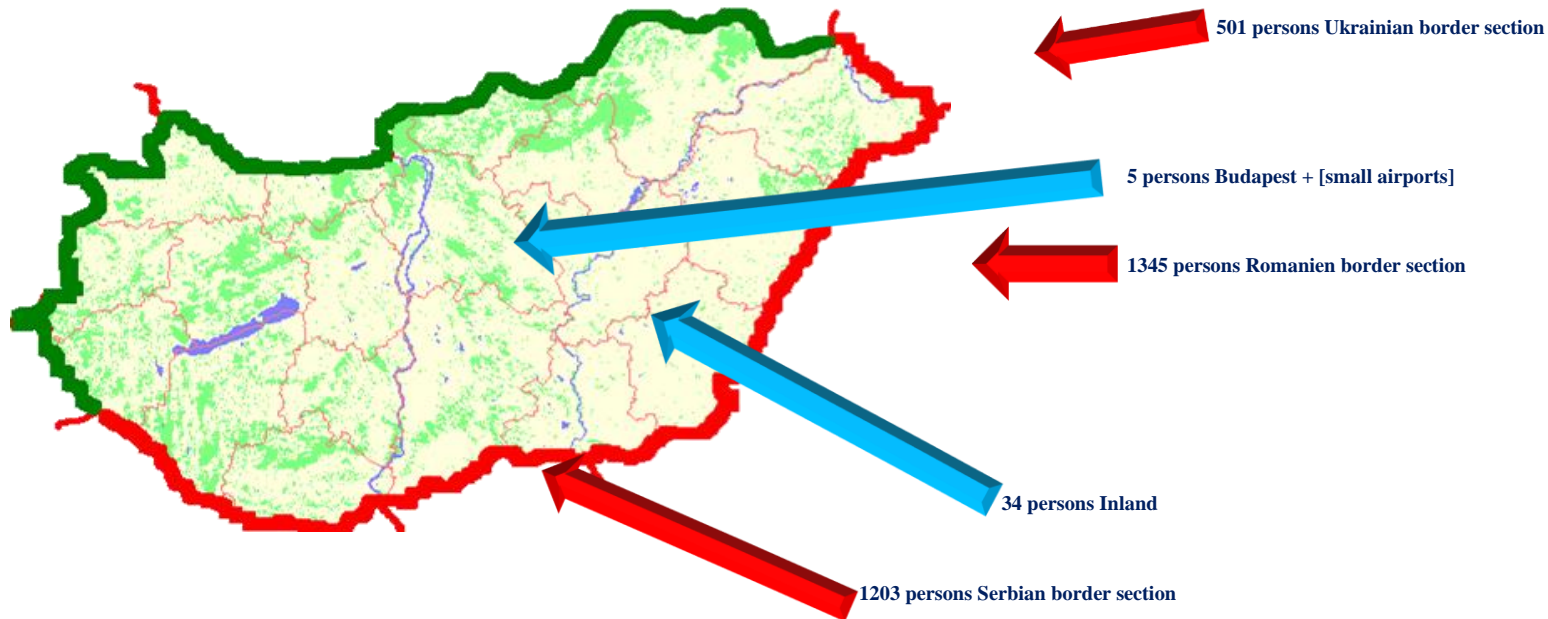 501 persons Ukrainian border section
5 persons Budapest + [small airports]
1345 persons Romanien border section
34 persons Inland
1203 persons Serbian border section